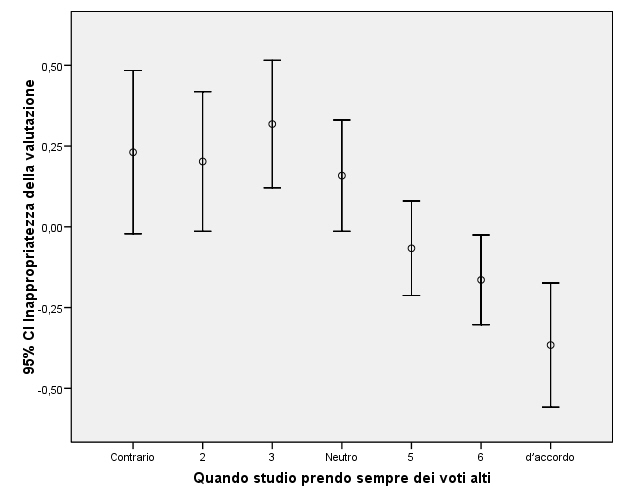 95% CI Inappropriatezza della valutazione
0,50
0,25
0,00
-0,25
-0,50
Contrario 2 3 Neutro 5 6 d'accordo
Quando studio prendo sempre dei voti alti